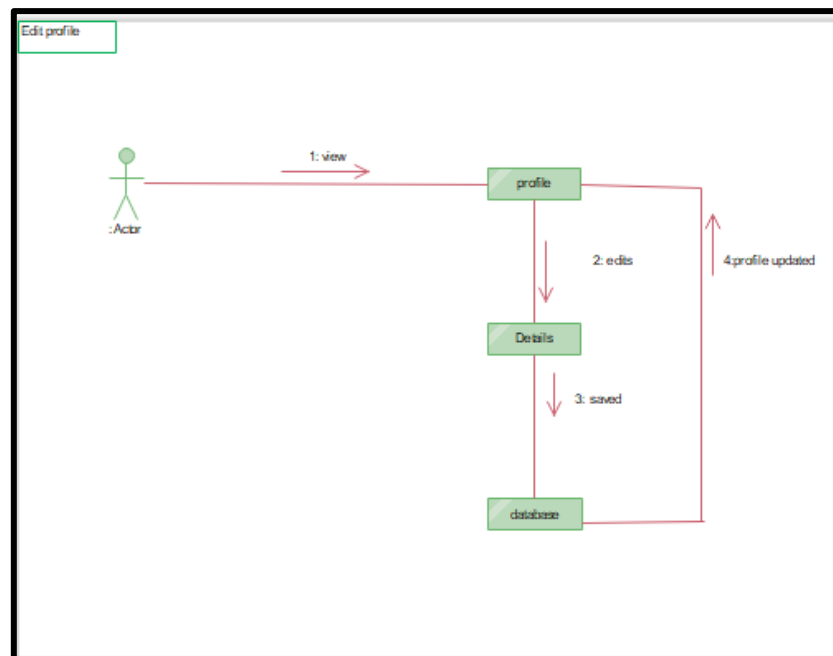 Edit profile
1: view
profile
: Actor
2: edits
4:profile updated
Details
3: saved
database